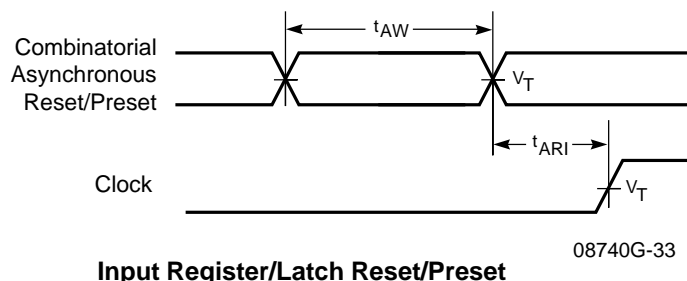 tAW
Combinatorial
Asynchronous
Reset/Preset
VT
tARI
Clock
VT
08740G-33
Input Register/Latch Reset/Preset